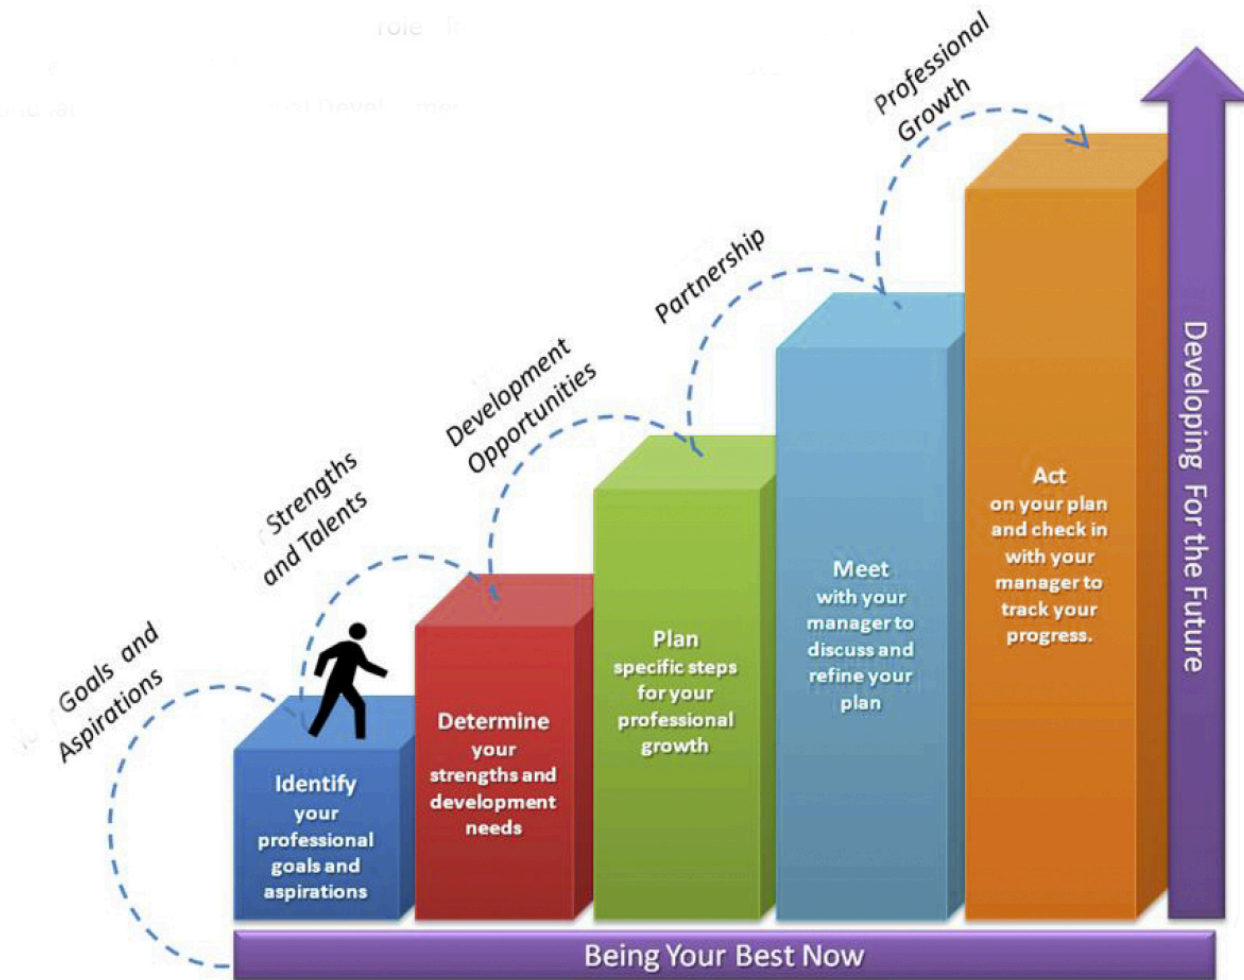 Goals and
Aspirations
Strengths
and Talents
Development
Opportunities
Partnership
Professional
Growth
Identify
your
professional
goals and
aspirations
Determine
your
strengths and
development
needs
Plan
specific steps
for your
professional
growth
Meet
with your
manager to
discuss and
refine your
plan
Act
on your plan
and check in
with your
manager to
track your
progress.
Developing For the Future
Being Your Best Now